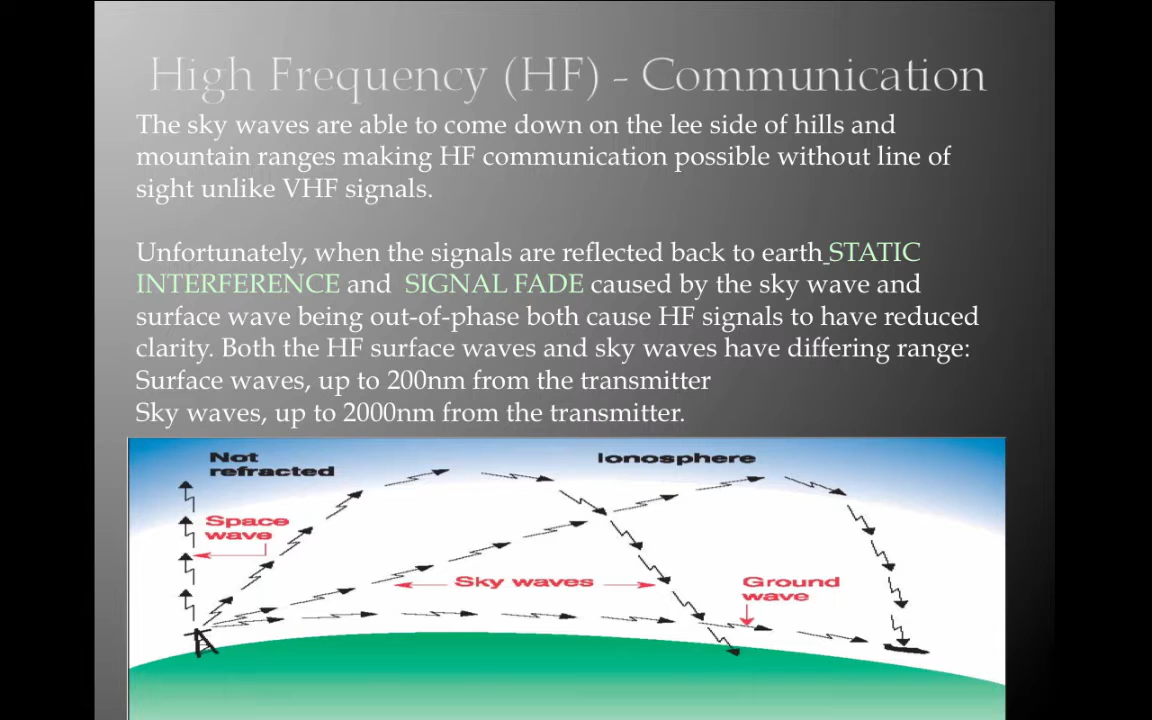 High Frequency (HF) - Communication
The sky waves are able to come down on the lee side of hills and
mountain ranges making HF communication possible without line of
sight unlike VHF signals.
Unfortunately, when the signals are reflected back to earth STATIC
INTERFERENCE and SIGNAL FADE caused by the sky wave and
surface wave being out-of-phase both cause HF signals to have reduced
clarity. Both the HF surface waves and sky waves have differing range:
Surface waves, up to 200nm from the transmitter
Sky waves, up to 2000nm from the transmitter.
Not
refracted
Ionosphere
Space
wave
Sky waves
Ground
wave